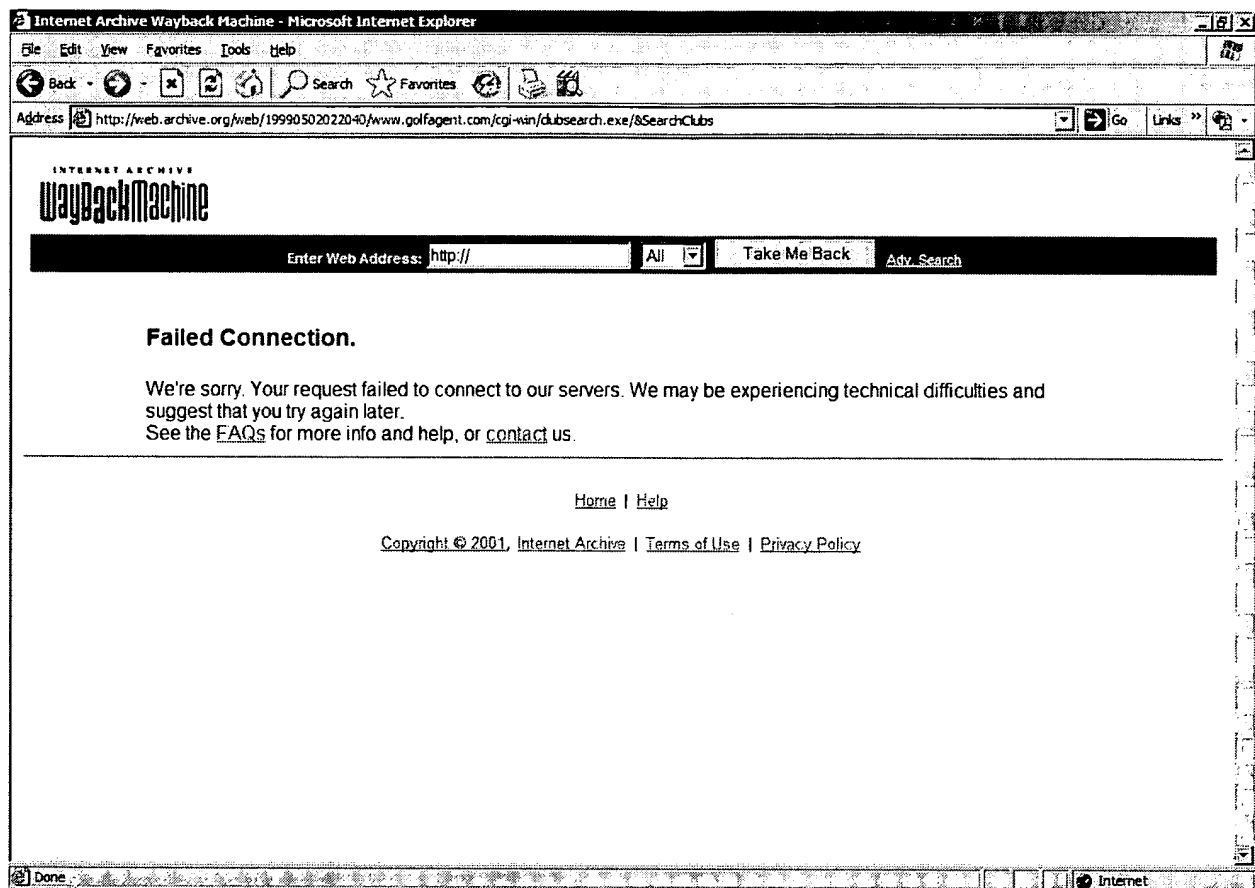 Internet Archive Wayback Machine - Microsoft Internet Explorer
File Edit View Favorites Tools Help
Back Search Favorites
Address http://web.archive.org/web/19990502022040/www.golfagent.com/cgi-win/clubsearch.exe/&SearchClubs Go Links »
INTERNET ARCHIVE
WayBackMachine
Enter Web Address: http:// All Take Me Back Adv. Search
Failed Connection.
We're sorry. Your request failed to connect to our servers. We may be experiencing technical difficulties and
suggest that you try again later.
See the FAQs for more info and help, or contact us.
Home | Help
Copyright © 2001, Internet Archive | Terms of Use | Privacy Policy
Done Internet